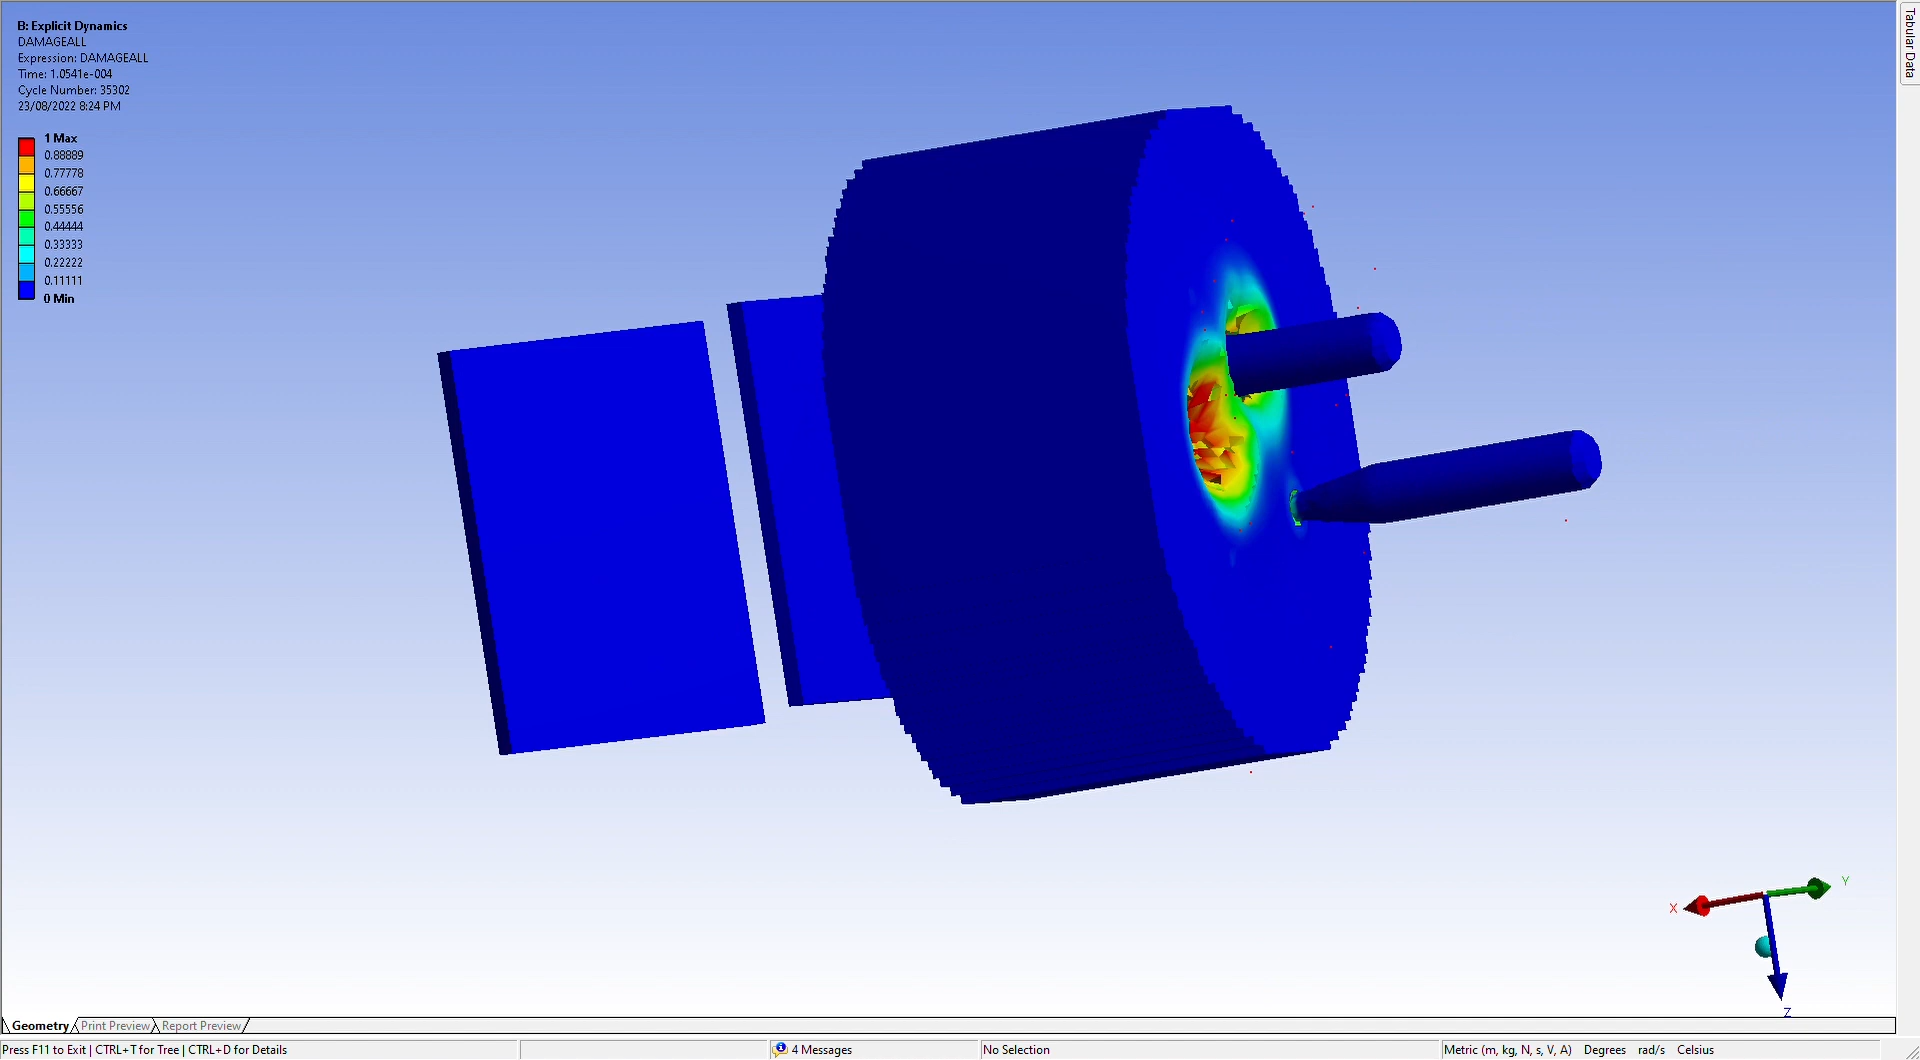 B: Explicit Dynamics
DAMAGEALL
Expression: DAMAGEALL
Time: 1.0541e-004
Cycle Number: 35302
23/08/2022 8:24 PM
1 Max
0.88889
0.77778
0.66667
0.55556
0.44444
0.33333
0.22222
0.11111
0 Min
Tabular Data
Y
X
Z
Geometry Print Preview Report Preview
Press F11 to Exit | CTRL+T for Tree | CTRL+D for Details 4 Messages No Selection Metric (m, kg, N, s, V, A) Degrees rad/s Celsius